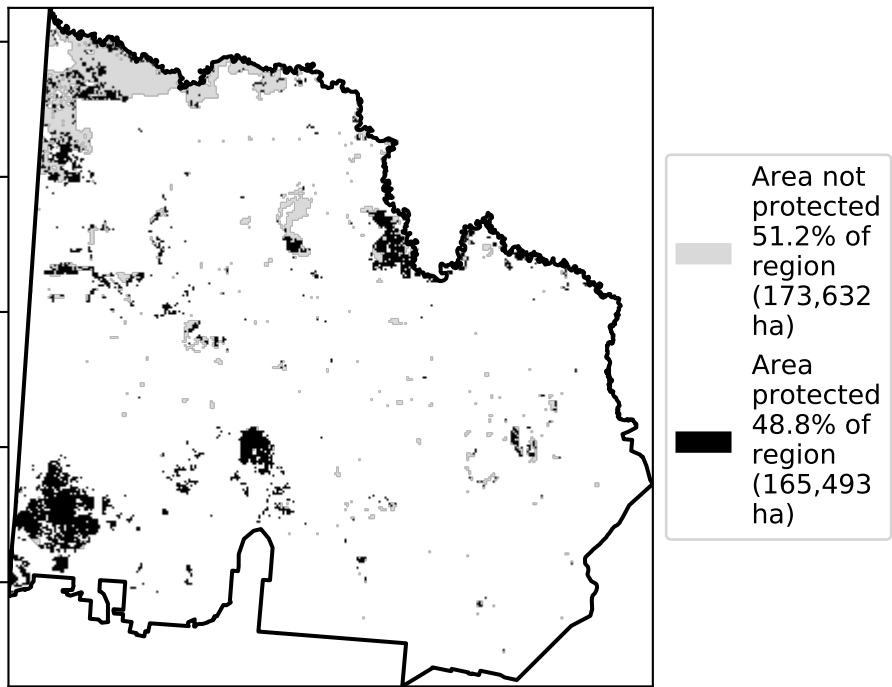 Area not
protected
51.2% of
region
(173,632
ha)
Area
protected
48.8% of
region
(165,493
ha)